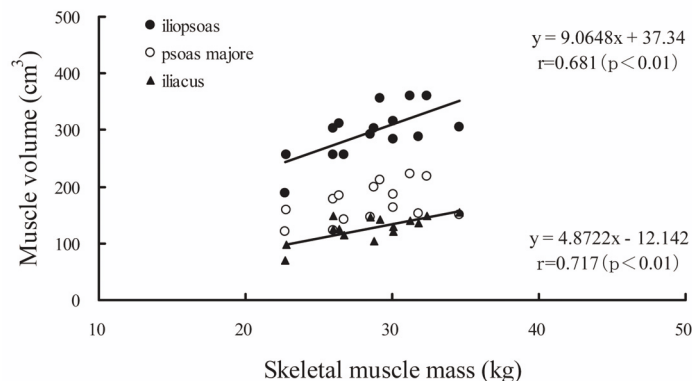 500
400
300
200
100
0
Muscle volume (cm³)
iliopsoas
psoas majore
iliacus
y = 9.0648x + 37.34
r=0.681(p<0.01)
y = 4.8722x - 12.142
r=0.717(p<0.01)
10 20 30 40 50
Skeletal muscle mass (kg)